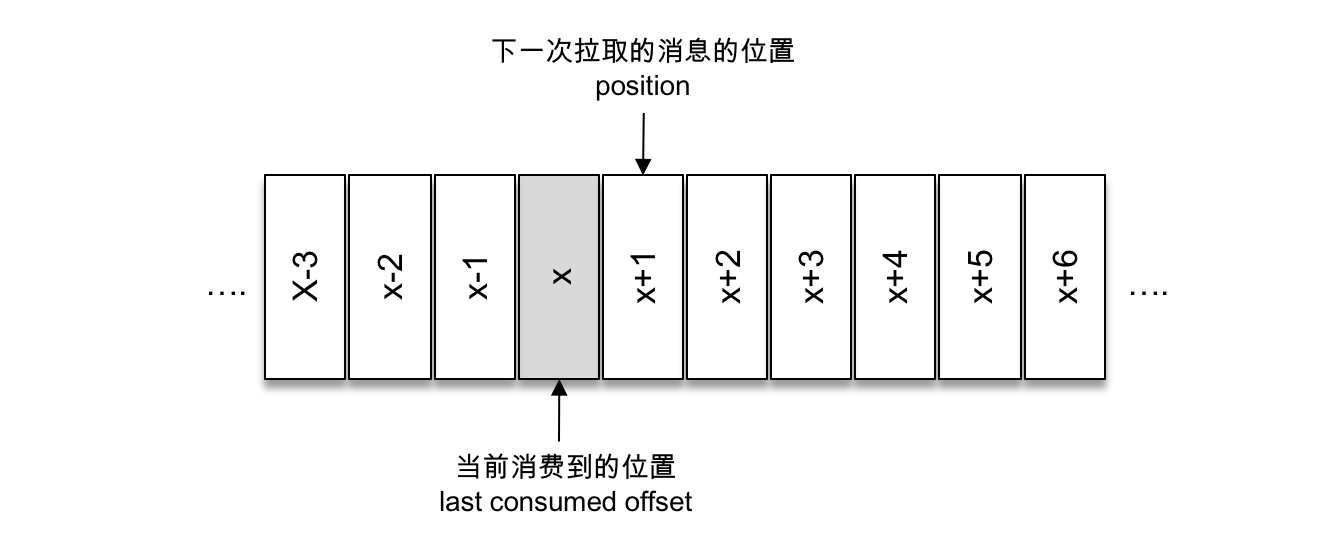 下一次拉取的消息的位置
position
….
X-3
x-2
x-1
x
x+1
x+2
x+3
x+4
x+5
x+6
….
当前消费到的位置
last consumed offset